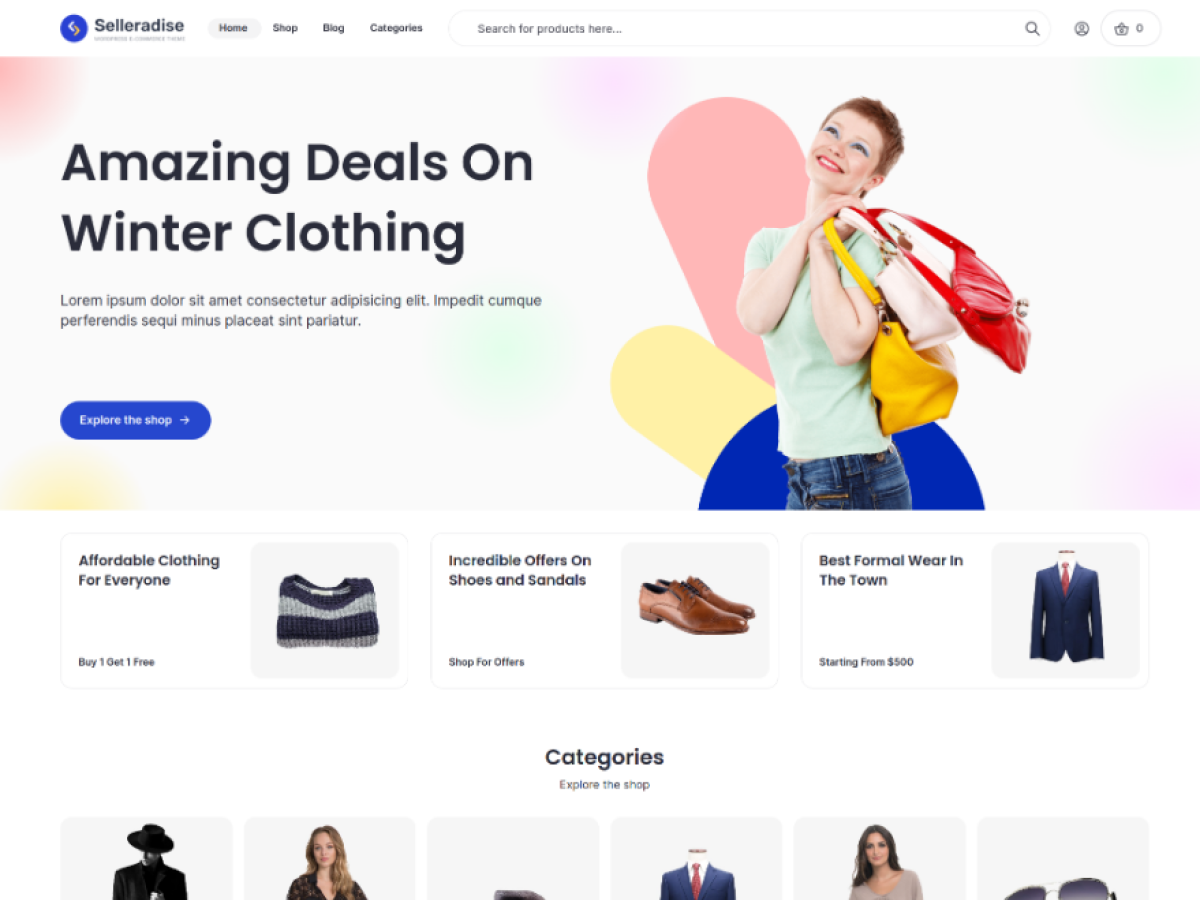 Selleradise
WORDPRESS E-COMMERCE THEME
Home
Shop
Blog
Categories
Search for products here...
0
Amazing Deals On
Winter Clothing
Lorem ipsum dolor sit amet consectetur adipisicing elit. Impedit cumque
perferendis sequi minus placeat sint pariatur.
Explore the shop
Affordable Clothing
For Everyone
Buy 1 Get 1 Free
Incredible Offers On
Shoes and Sandals
Shop For Offers
Best Formal Wear In
The Town
Starting From $500
Categories
Explore the shop